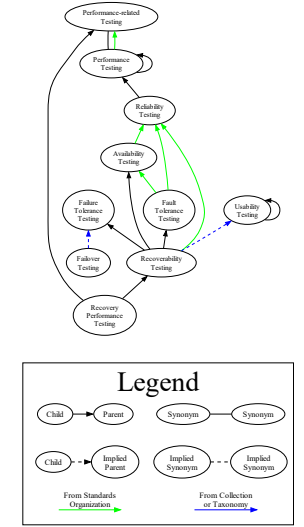 Performance-related
Testing
Performance
Testing
Reliability
Testing
Availability
Testing
Failure
Tolerance
Testing
Fault
Tolerance
Testing
Usability
Testing
Failover
Testing
Recoverability
Testing
Recovery
Performance
Testing
Legend
Child
Parent
Synonym
Synonym
Child
Implied
Parent
Implied
Synonym
Implied
Synonym
From Standards
Organization
From Collection
or Taxonomy